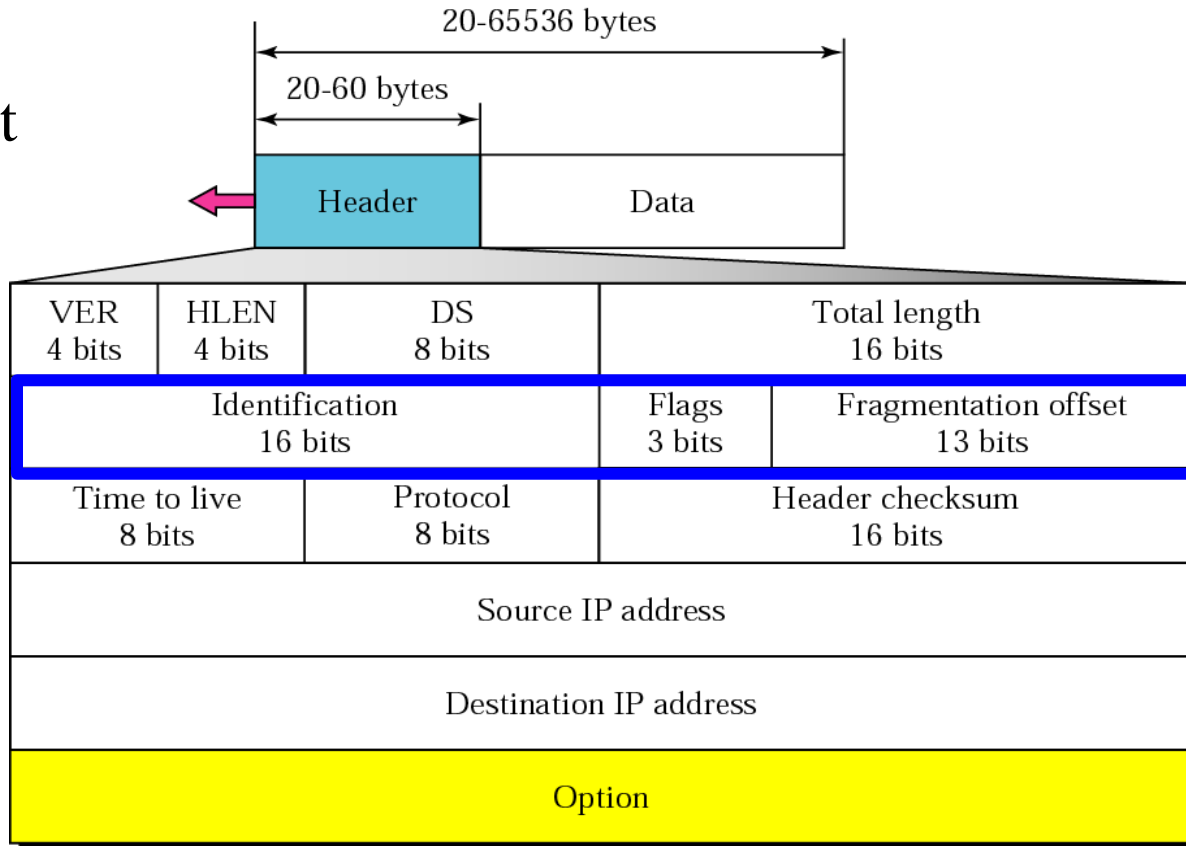 20-65536 bytes
20-60 bytes
t
Header
Data
VER
4 bits
HLEN
4 bits
DS
8 bits
Total length
16 bits
Identification
16 bits
Flags
3 bits
Fragmentation offset
13 bits
Time to live
8 bits
Protocol
8 bits
Header checksum
16 bits
Source IP address
Destination IP address
Option